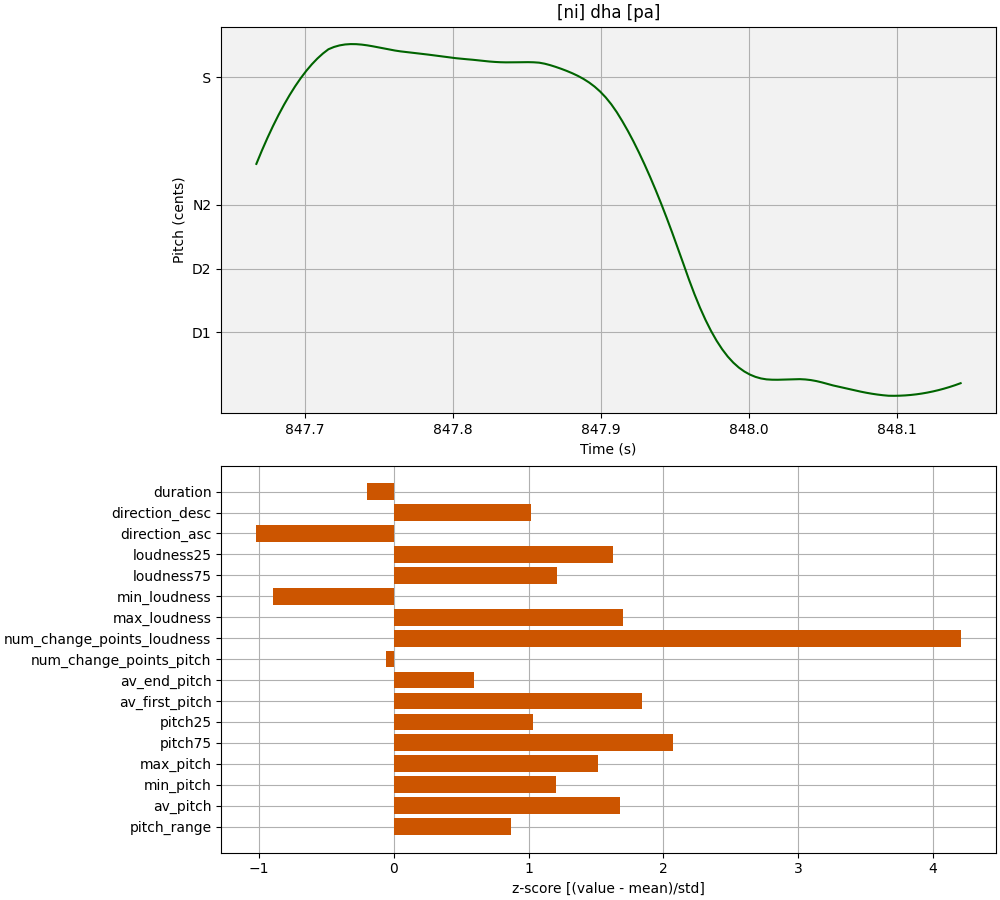 [ni] dha [pa]
S
N2
D2
D1
Pitch (cents)
847.7 847.8 847.9 848.0 848.1
Time (s)
duration
direction_desc
direction_asc
loudness25
loudness75
min_loudness
max_loudness
num_change_points_loudness
num_change_points_pitch
av_end_pitch
av_first_pitch
pitch25
pitch75
max_pitch
min_pitch
av_pitch
pitch_range
−1 0 1 2 3 4
z-score [(value - mean)/std]